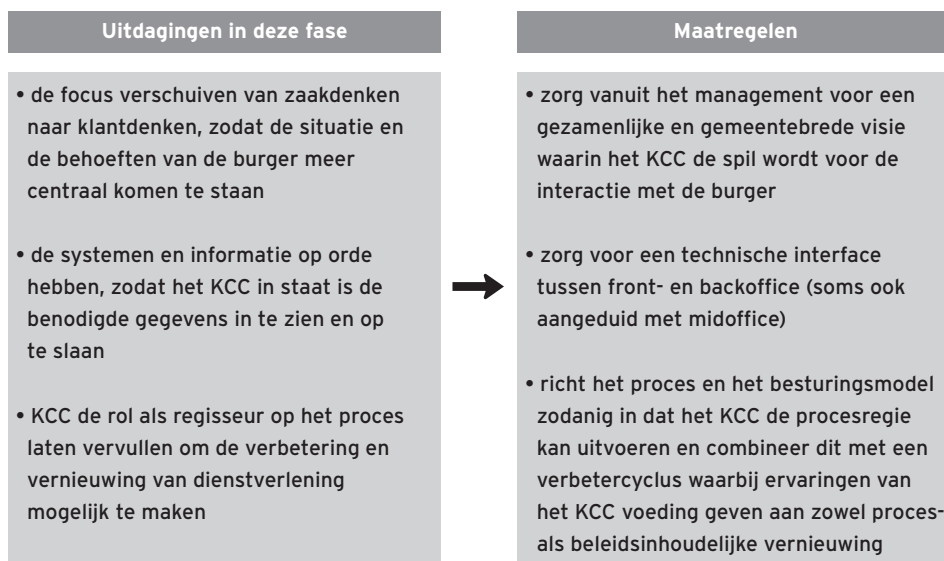 Uitdagingen in deze fase
• de focus verschuiven van zaakdenken
naar klantdenken, zodat de situatie en
de behoeften van de burger meer
centraal komen te staan
• de systemen en informatie op orde
hebben, zodat het KCC in staat is de
benodigde gegevens in te zien en op
te slaan
• KCC de rol als regisseur op het proces
laten vervullen om de verbetering en
vernieuwing van dienstverlening
mogelijk te maken
Maatregelen
• zorg vanuit het management voor een
gezamenlijke en gemeentebrede visie
waarin het KCC de spil wordt voor de
interactie met de burger
• zorg voor een technische interface
tussen front- en backoffice (soms ook
aangeduid met midoffice)
• richt het proces en het besturingsmodel
zodanig in dat het KCC de procesregie
kan uitvoeren en combineer dit met een
verbetercyclus waarbij ervaringen van
het KCC voeding geven aan zowel proces-
als beleidsinhoudelijke vernieuwing